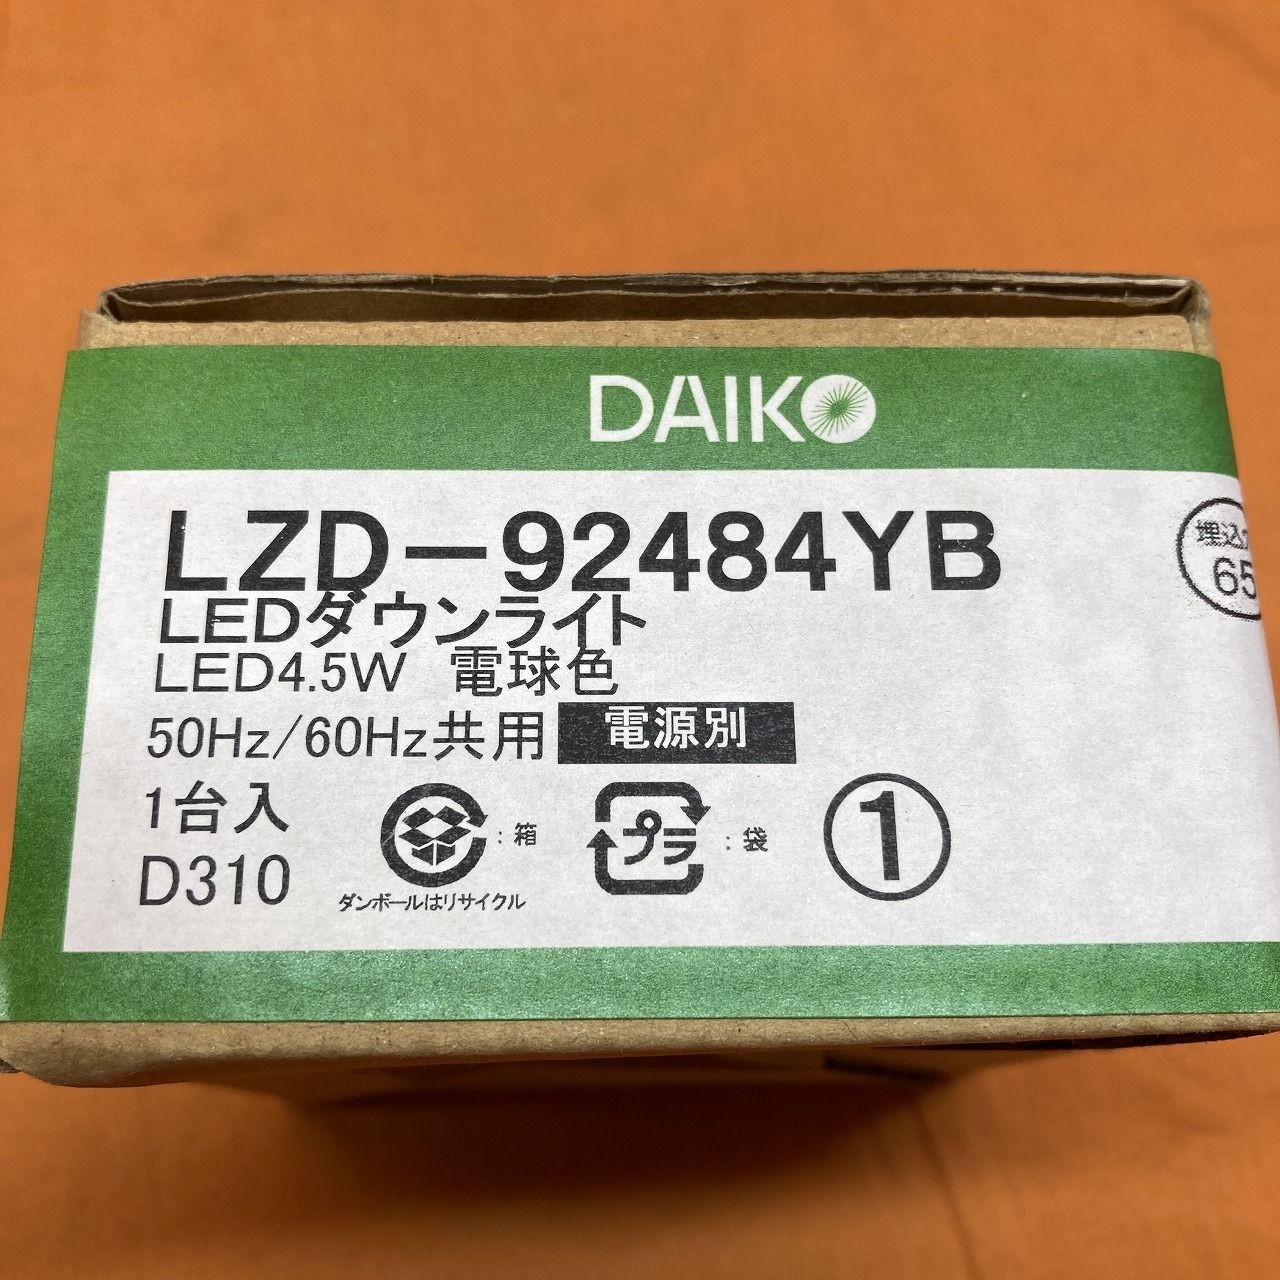 DAIKO
LZD-92484YB
LEDダウンライト
LED4.5W 電球色
50Hz/60Hz共用 電源別
埋込
65
1台入
D310
:箱
ダンボールはリサイクル
プラ
:袋
1